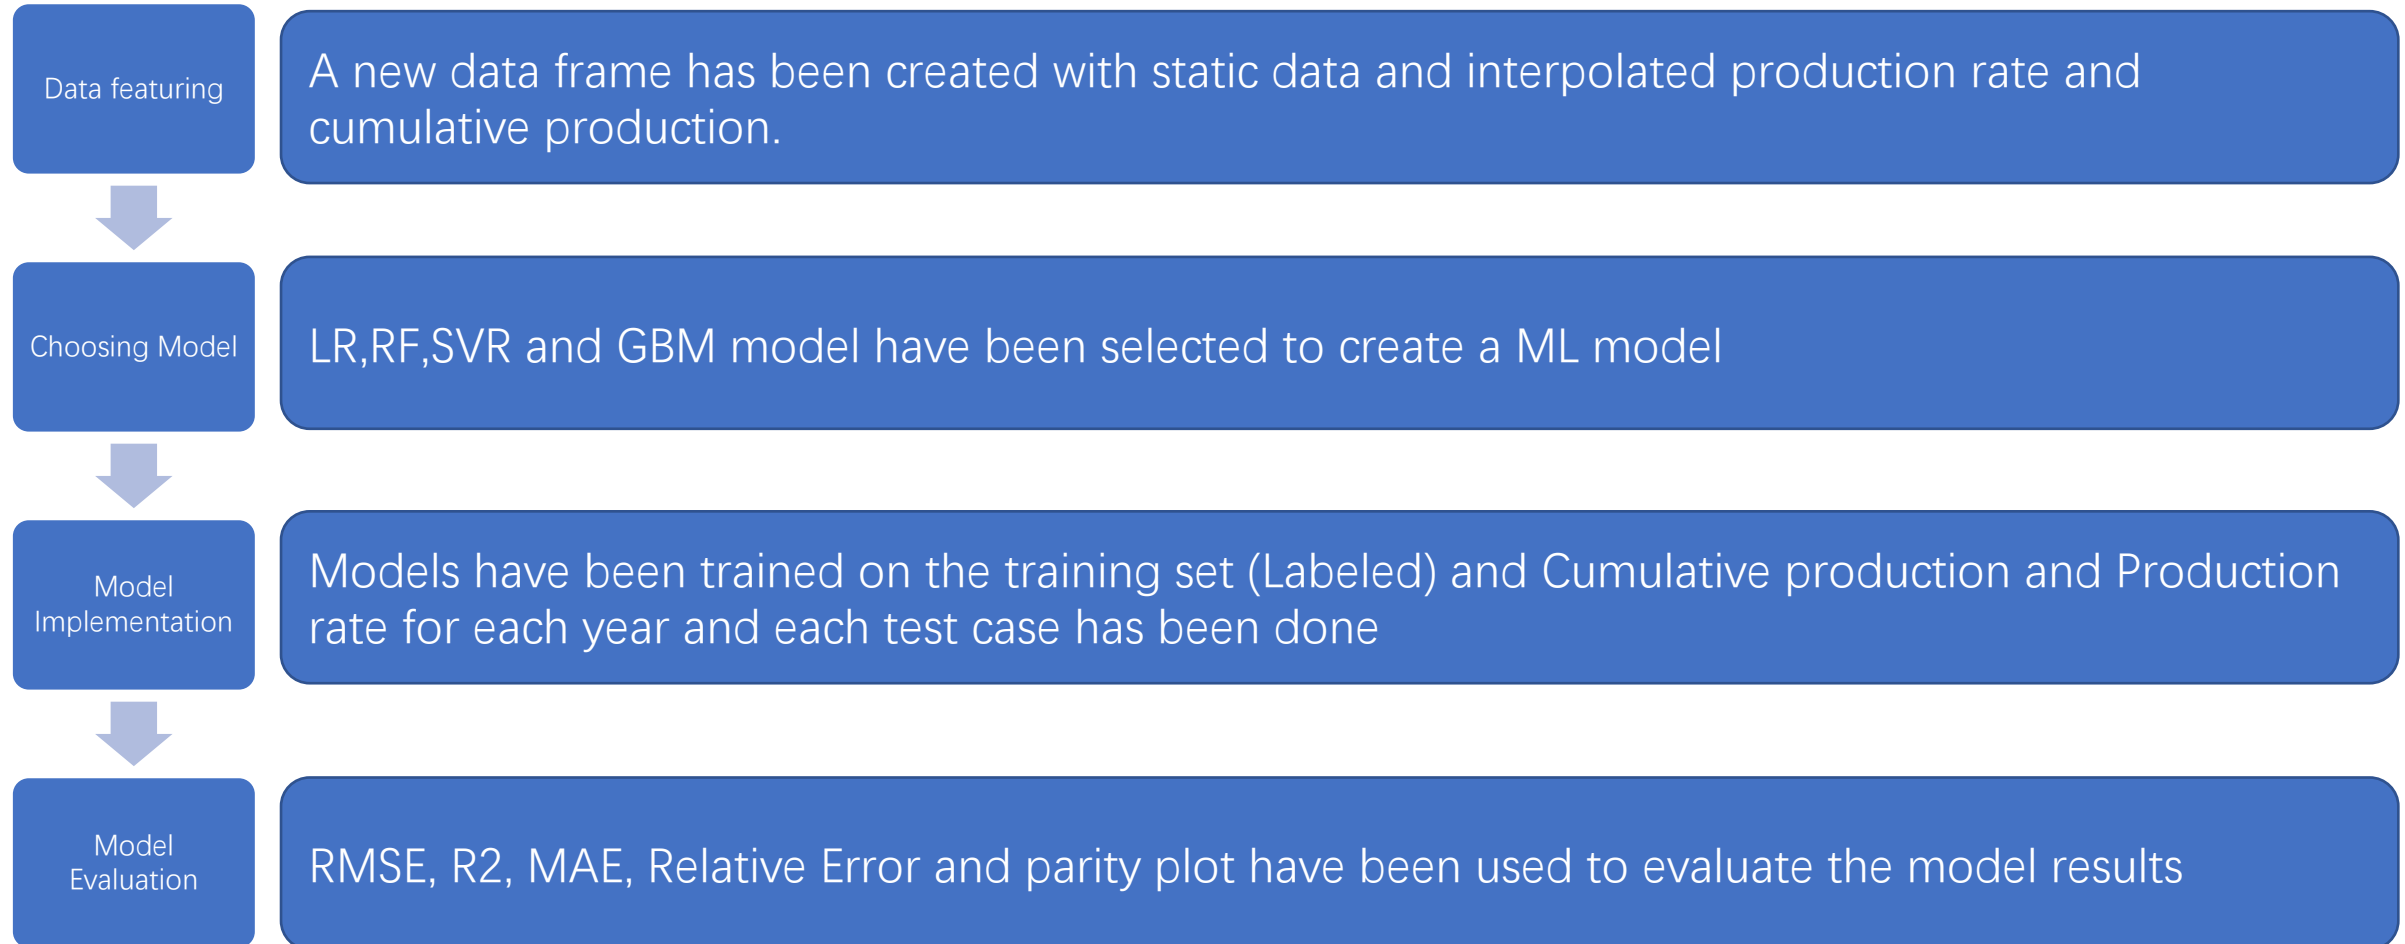 Data featuring
A new data frame has been created with static data and interpolated production rate and
cumulative production.
Choosing Model
LR,RF,SVR and GBM model have been selected to create a ML model
Model
Implementation
Models have been trained on the training set (Labeled) and Cumulative production and Production
rate for each year and each test case has been done
Model
Evaluation
RMSE, R2, MAE, Relative Error and parity plot have been used to evaluate the model results